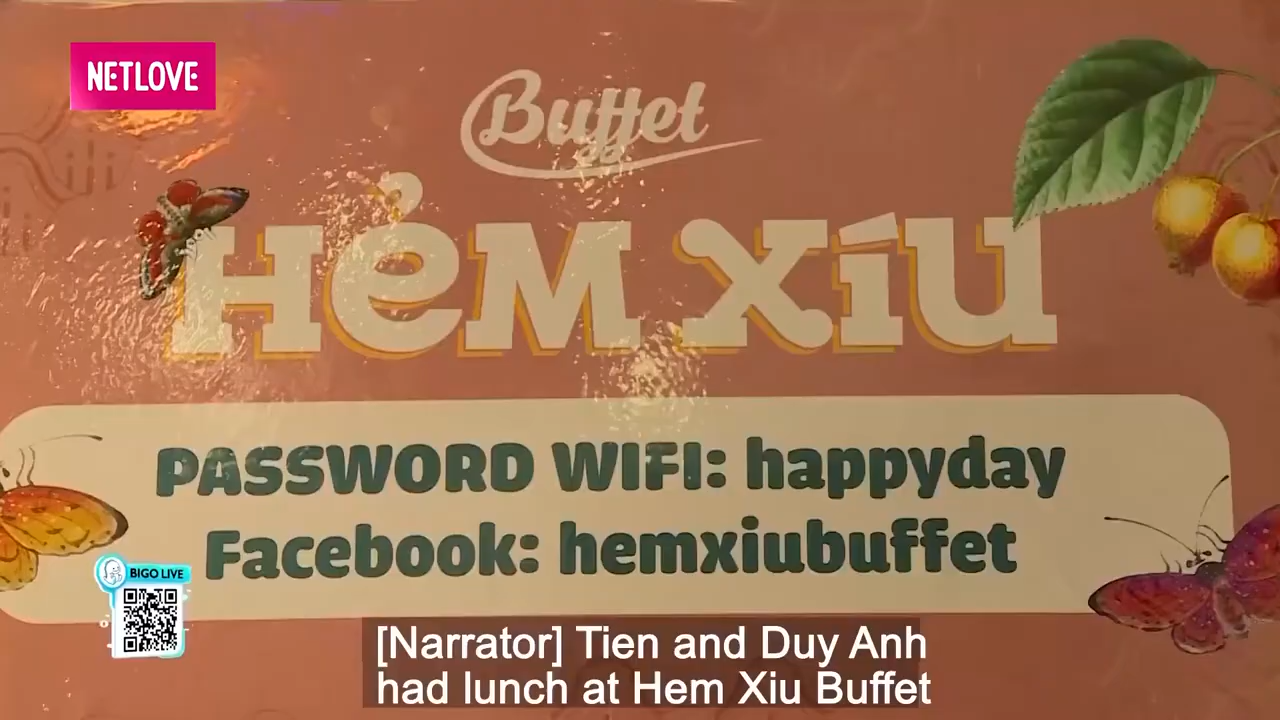 NETLOVE
Buffet
HẻM XÍU
PASSWORD WIFI: happyday
Facebook: hemxiubuffet
BIGO LIVE
[Narrator] Tien and Duy Anh
had lunch at Hem Xiu Buffet